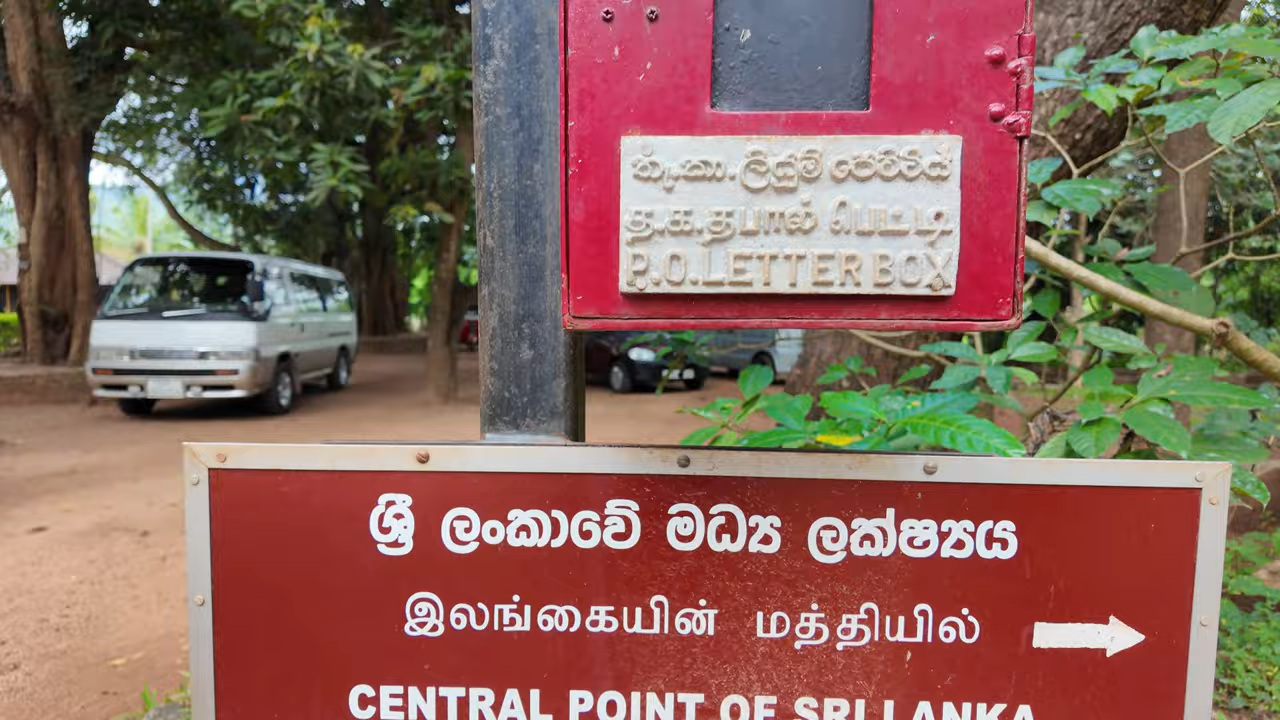 තැ.කා.ලියුම් පෙට්ටිය
த.க.தபால் பெட்டி
P.O.LETTER BOX
ශ්‍රී ලංකාවේ මධ්‍ය ලක්ෂ්‍යය
இலங்கையின் மத்தியில்
CENTRAL POINT OF SRI LANKA